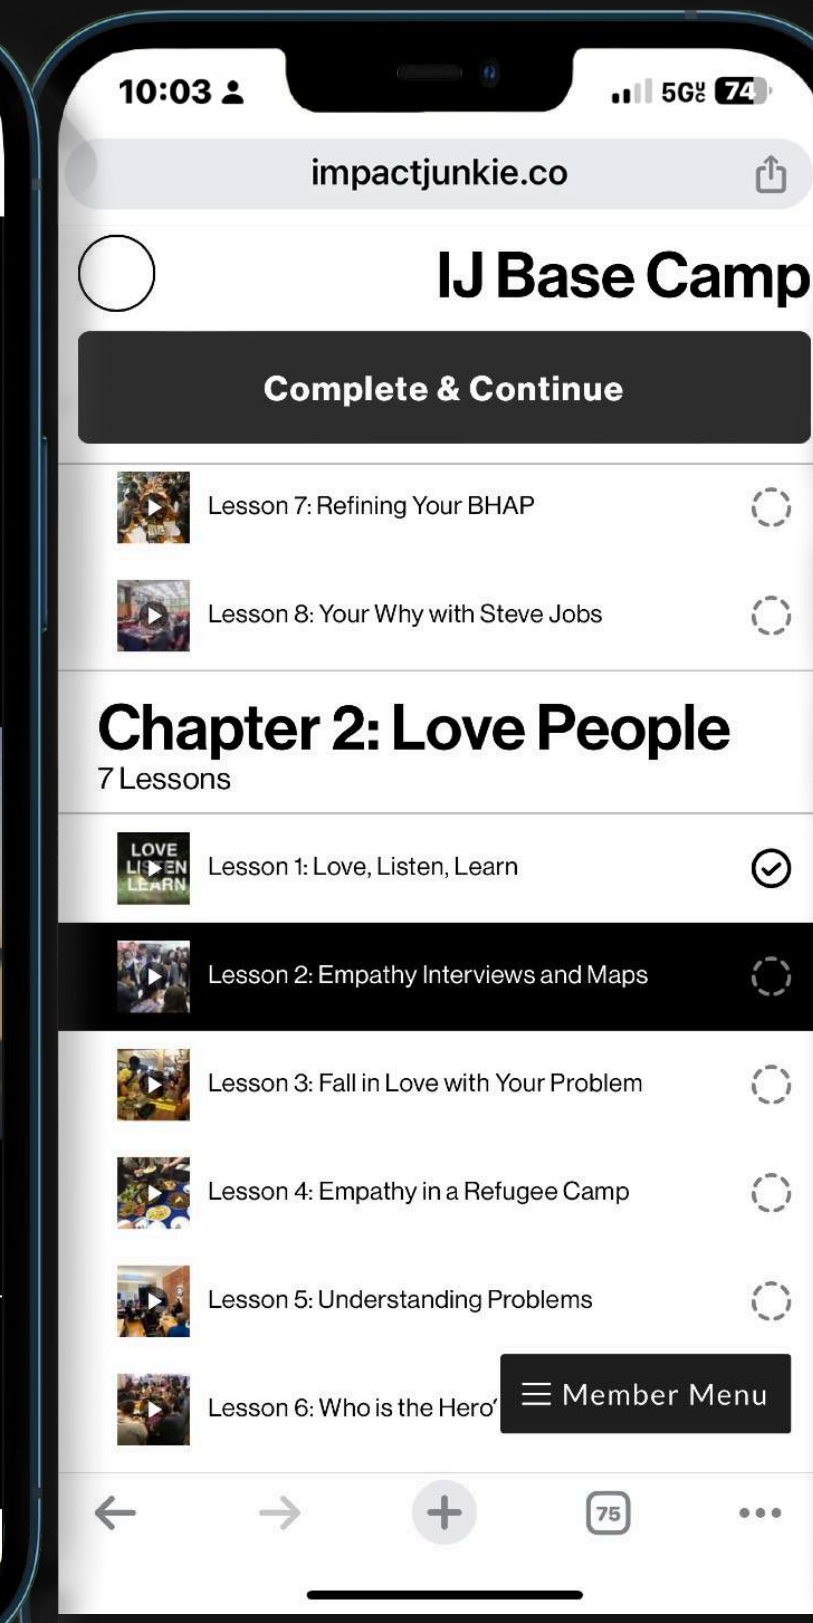 10:03
5G
74
impactjunkie.co
IJ Base Camp
Complete & Continue
Lesson 7: Refining Your BHAP
Lesson 8: Your Why with Steve Jobs
Chapter 2: Love People
7 Lessons
LOVE
LISTEN
LEARN
Lesson 1: Love, Listen, Learn
Lesson 2: Empathy Interviews and Maps
Lesson 3: Fall in Love with Your Problem
Lesson 4: Empathy in a Refugee Camp
Lesson 5: Understanding Problems
Lesson 6: Who is the Hero
Member Menu
75